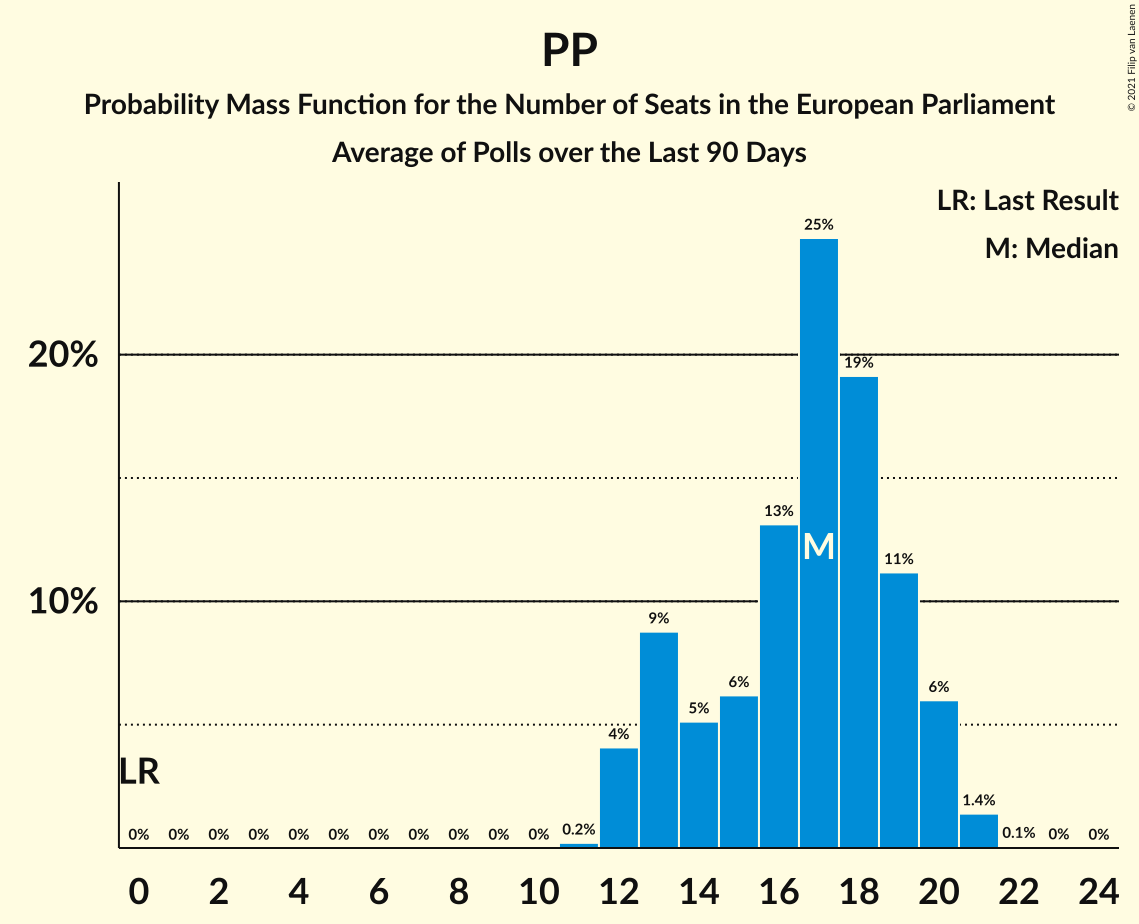 PP
Probability Mass Function for the Number of Seats in the European Parliament
Average of Polls over the Last 90 Days
© 2021 Filip van Laenen
LR: Last Result
M: Median
25%
20%
19%
13%
M
11%
10%
9%
6%
6%
5%
4%
LR
1.4%
0% 0% 0% 0% 0% 0% 0% 0% 0% 0% 0% 0.2% 0.1% 0% 0%
0 2 4 6 8 10 12 14 16 18 20 22 24